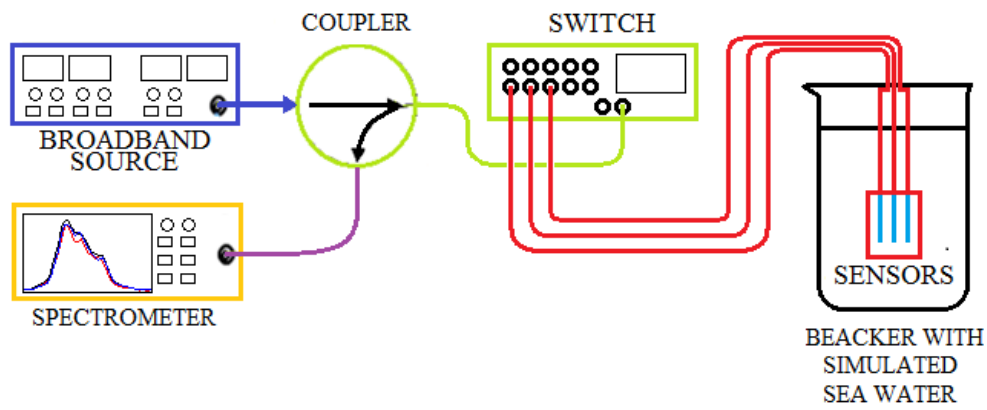 COUPLER
SWITCH
BROADBAND
SOURCE
SPECTROMETER
SENSORS
BEACKER WITH
SIMULATED
SEA WATER